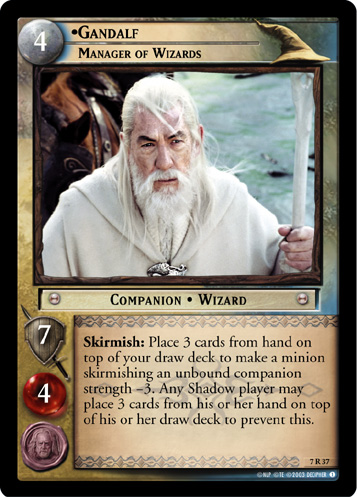 4
•Gandalf
Manager of Wizards
Companion • Wizard
7
4
Skirmish: Place 3 cards from hand on
top of your draw deck to make a minion
skirmishing an unbound companion
strength -3. Any Shadow player may
place 3 cards from his or her hand on top
of his or her draw deck to prevent this.
7 R 37